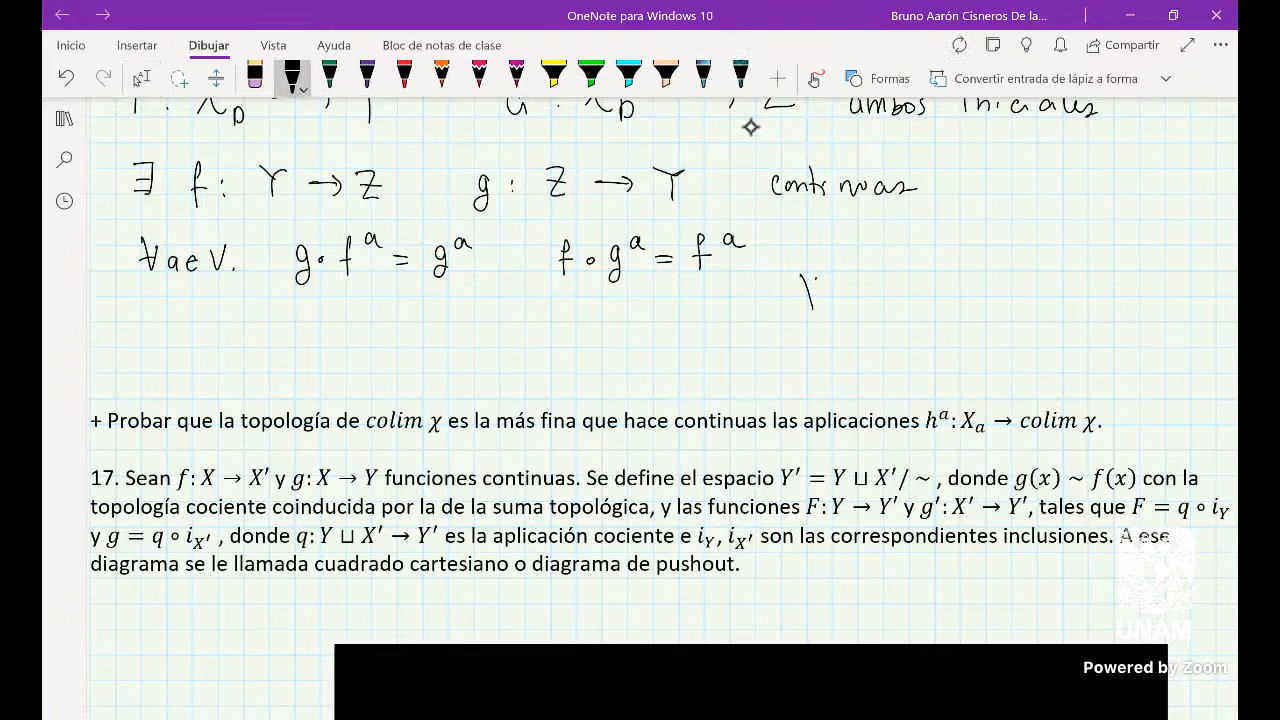 OneNote para Windows 10
Bruno Aarón Cisneros De la...
Inicio Insertar Dibujar Vista Ayuda Bloc de notas de clase Compartir
Formas Convertir entrada de lápiz a forma
ambos iniciales
∃ f: Y → Z g: Z → Y continuas
∀ a∈V. g∘f^a = g^a f∘g^a = f^a
+ Probar que la topología de colim χ es la más fina que hace continuas las aplicaciones hᵃ: Xₐ → colim χ.
17. Sean f: X → X′ y g: X → Y funciones continuas. Se define el espacio Y′ = Y ⊔ X′/ ~ , donde g(x) ~ f(x) con la
topología cociente coinducida por la de la suma topológica, y las funciones F: Y → Y′ y g′: X′ → Y′, tales que F = q ∘ i_Y
y g = q ∘ i_X′ , donde q: Y ⊔ X′ → Y′ es la aplicación cociente e i_Y, i_X′ son las correspondientes inclusiones. A ese
diagrama se le llamada cuadrado cartesiano o diagrama de pushout.
UNAM
Powered by Zoom